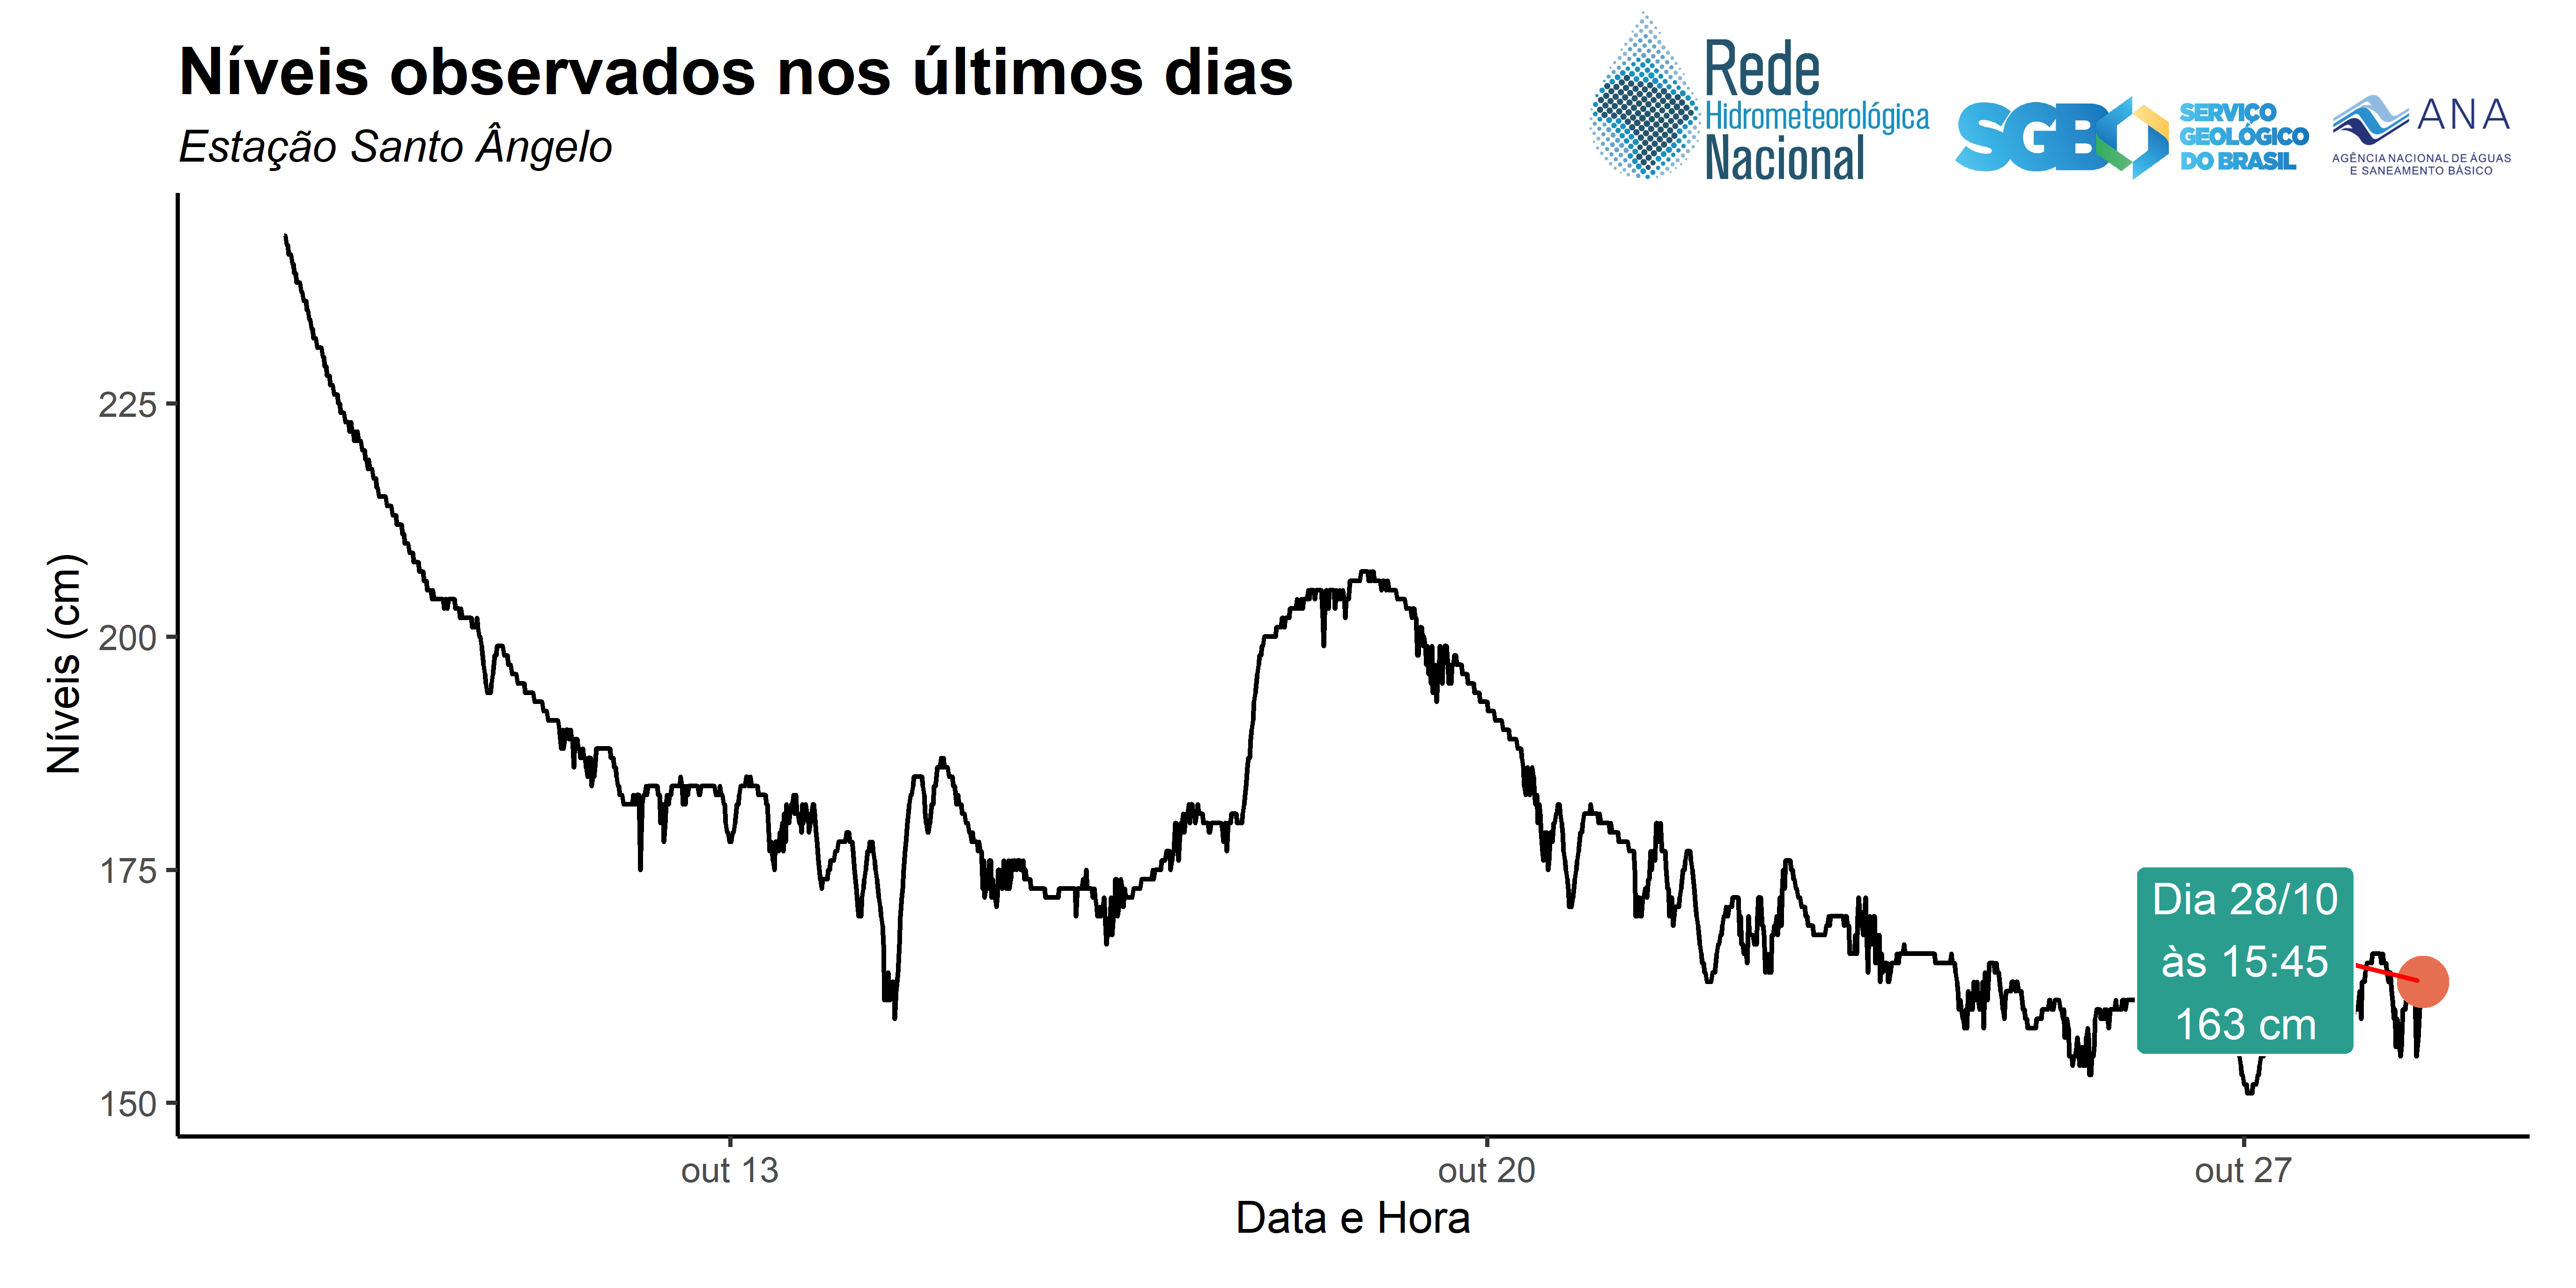 Níveis observados nos últimos dias
Estação Santo Ângelo
Rede
Hidrometeorológica
Nacional
SGB
SERVIÇO
GEOLÓGICO
DO BRASIL
ANA
AGÊNCIA NACIONAL DE ÁGUAS
E SANEAMENTO BÁSICO
Níveis (cm)
225
200
175
150
Dia 28/10
às 15:45
163 cm
out 13
out 20
out 27
Data e Hora